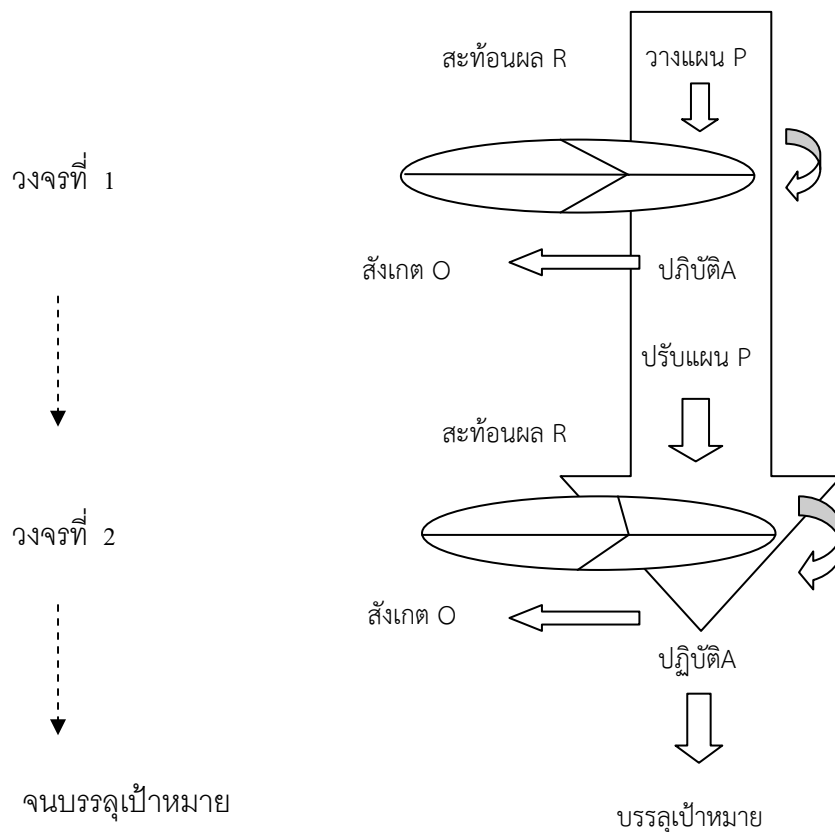 สะท้อนผล R วางแผน P
วงจรที่ 1
สังเกต O ปภิบัติA
ปรับแผน P
สะท้อนผล R
วงจรที่ 2
สังเกต O
ปฏิบัติA
จนบรรลุเป้าหมาย บรรลุเป้าหมาย